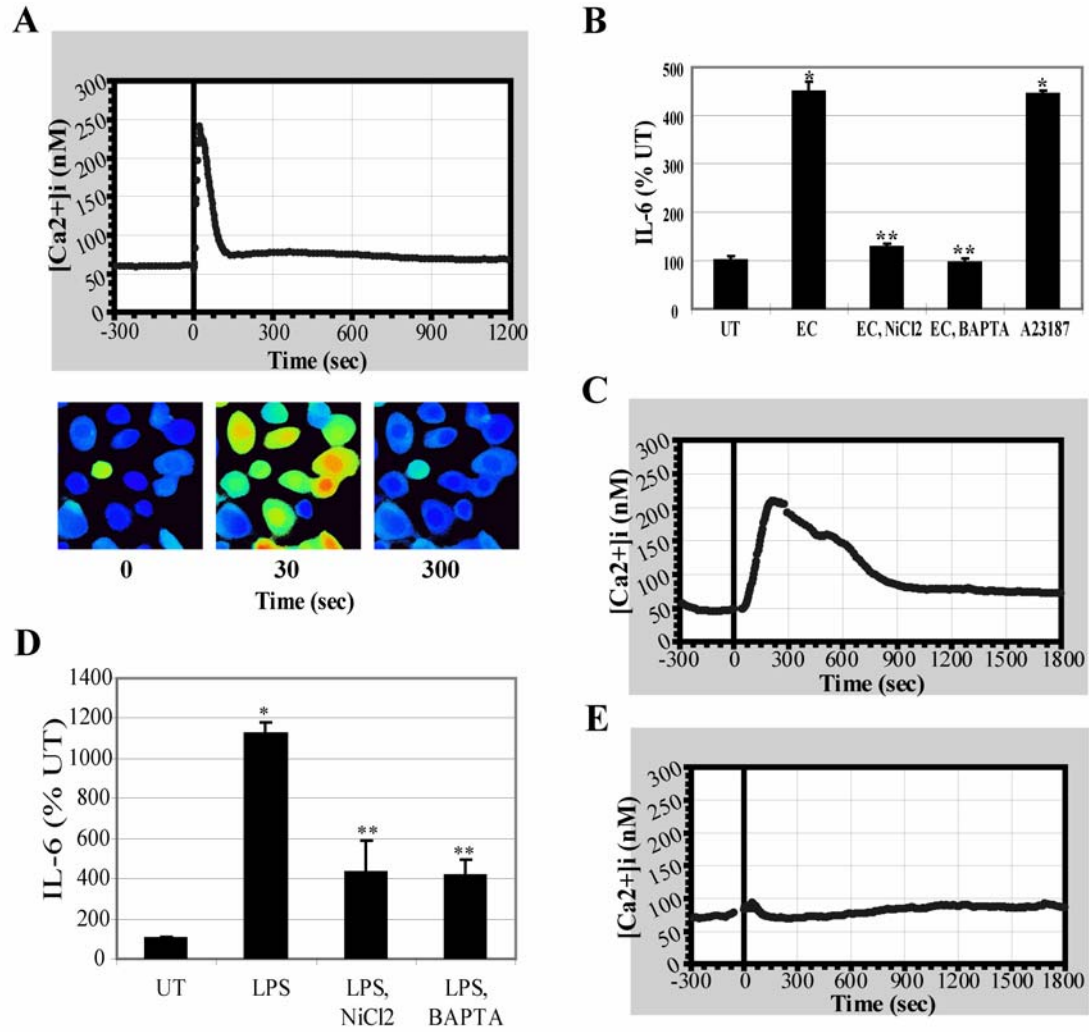 A
[Ca2+]i (nM)
300
250
200
150
100
50
0
-300 0 300 600 900 1200
Time (sec)
0 30 300
Time (sec)
B
IL-6 (% UT)
500
400
300
200
100
0
* ** ** *
UT EC EC, NiCl2 EC, BAPTA A23187
C
[Ca2+]i (nM)
300
250
200
150
100
50
0
-300 0 300 600 900 1200 1500 1800
Time (sec)
D
IL-6 (% UT)
1400
1200
1000
800
600
400
200
0
* ** **
UT LPS LPS, LPS,
NiCl2 BAPTA
E
[Ca2+]i (nM)
300
250
200
150
100
50
0
-300 0 300 600 900 1200 1500 1800
Time (sec)